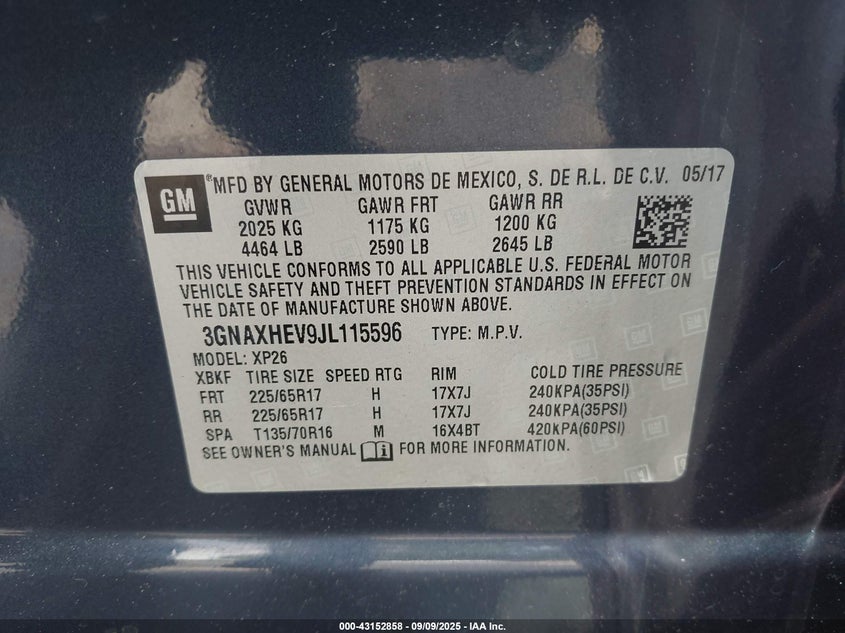 GM
®MFD BY GENERAL MOTORS DE MEXICO, S. DE R.L. DE C.V. 05/17
GVWR GAWR FRT GAWR RR
2025 KG 1175 KG 1200 KG
4464 LB 2590 LB 2645 LB
THIS VEHICLE CONFORMS TO ALL APPLICABLE U.S. FEDERAL MOTOR
VEHICLE SAFETY AND THEFT PREVENTION STANDARDS IN EFFECT ON
THE DATE OF MANUFACTURE SHOWN ABOVE.
3GNAXHEV9JL115596 TYPE: M.P.V.
MODEL: XP26
XBKF TIRE SIZE SPEED RTG RIM COLD TIRE PRESSURE
FRT 225/65R17 H 17X7J 240KPA(35PSI)
RR 225/65R17 H 17X7J 240KPA(35PSI)
SPA T135/70R16 M 16X4BT 420KPA(60PSI)
SEE OWNER'S MANUAL i FOR MORE INFORMATION.
000-43152858 - 09/09/2025 - IAA Inc.